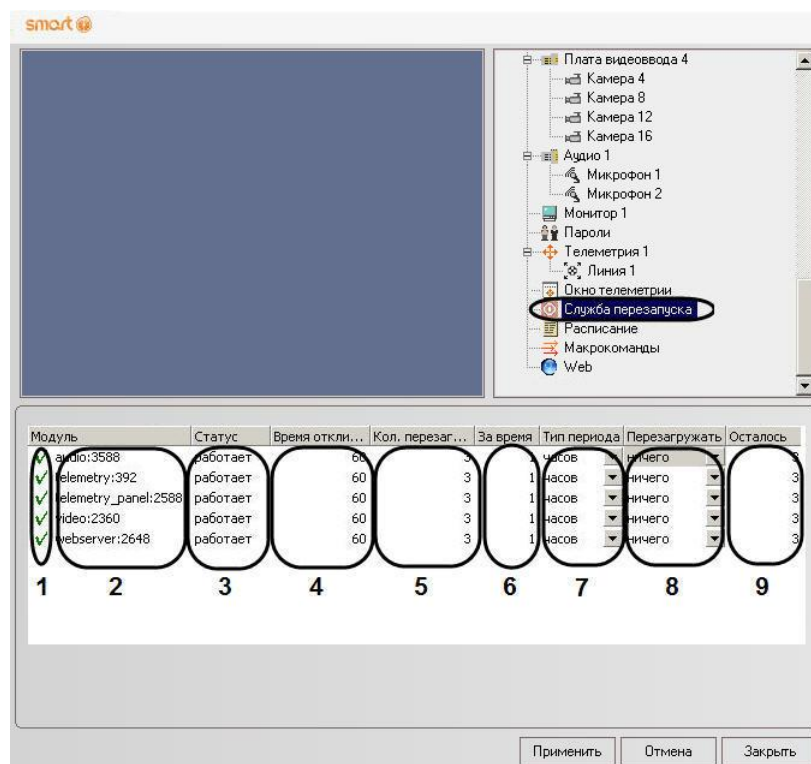 smart
Плата видеоввода 4
Камера 4
Камера 8
Камера 12
Камера 16
Аудио 1
Микрофон 1
Микрофон 2
Монитор 1
Пароли
Телеметрия 1
Линия 1
Окно телеметрии
Служба перезапуска
Расписание
Макрокоманды
Web
Модуль Статус Время откли... Кол. перезаг... За время Тип периода Перезагружать Осталось
audio:3588 работает 60 3 1 часов ничего 3
telemetry:392 работает 60 3 1 часов ничего 3
telemetry_panel:2588 работает 60 3 1 часов ничего 3
video:2360 работает 60 3 1 часов ничего 3
webserver:2648 работает 60 3 1 часов ничего 3
1 2 3 4 5 6 7 8 9
Применить Отмена Закрыть